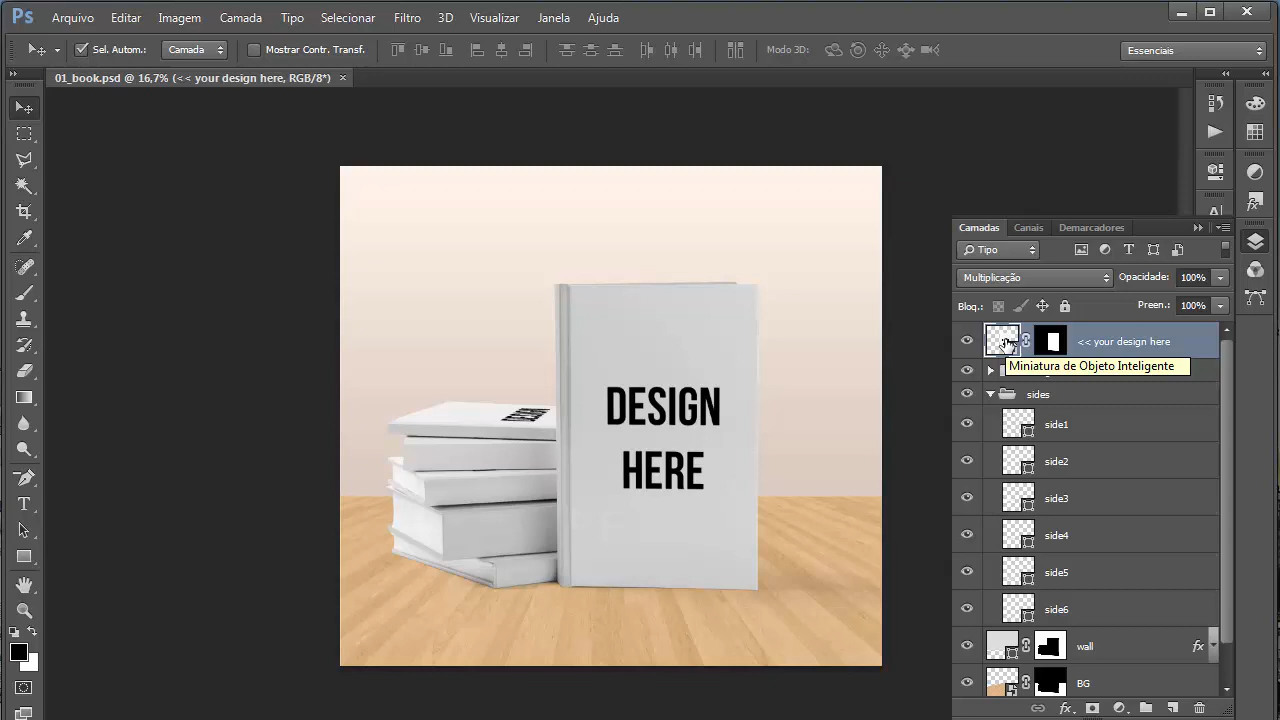 Ps Arquivo Editar Imagem Camada Tipo Selecionar Filtro 3D Visualizar Janela Ajuda
Sel. Autom.: Camada Mostrar Contr. Transf. Modo 3D: Essenciais
01_book.psd @ 16,7% (<< your design here, RGB/8*) ×
Camadas Canais Demarcadores
Tipo
Multiplicação Opacidade: 100%
Bloq.: Preen.: 100%
<< your design here
Miniatura de Objeto Inteligente
sides
side1
side2
side3
side4
side5
side6
wall fx
BG
DESIGN
HERE